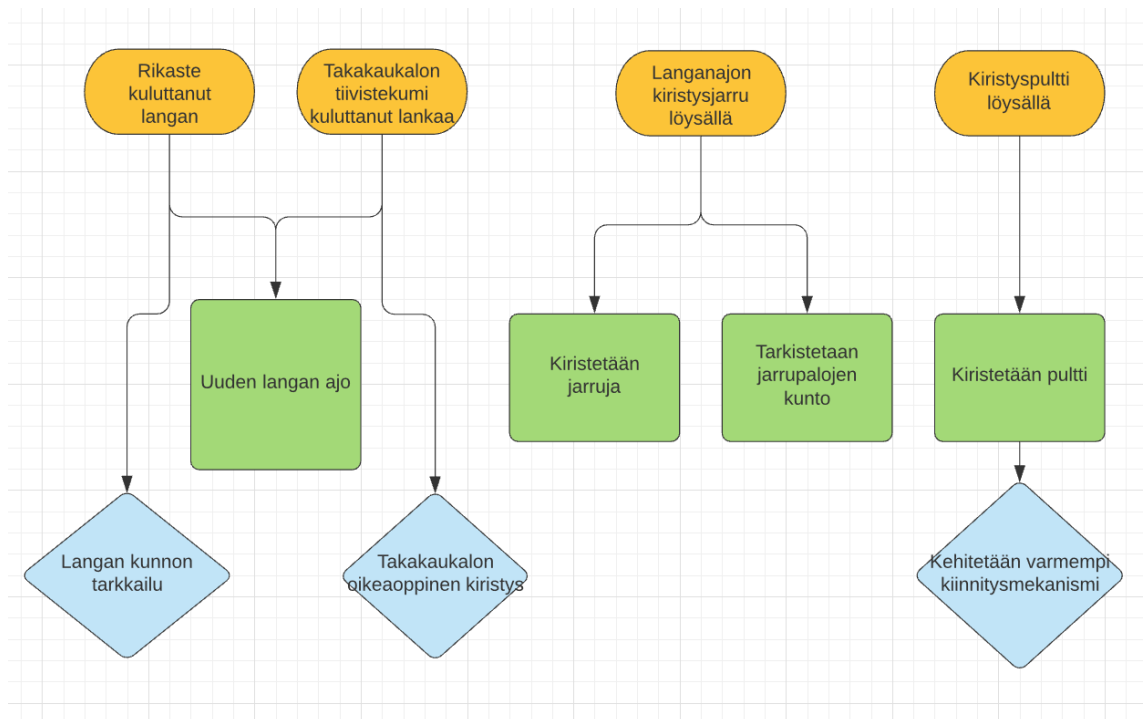 Rikaste
kuluttanut
langan
Takakaukalon
tiivistekumi
kuluttanut lankaa
Langanajon
kiristysjarru
löysällä
Kiristyspultti
löysällä
Uuden langan ajo
Kiristetään
jarruja
Tarkistetaan
jarrupalojen
kunto
Kiristetään pultti
Langan kunnon
tarkkailu
Takakaukalon
oikeaoppinen kiristys
Kehitetään varmempi
kiinnitysmekanismi